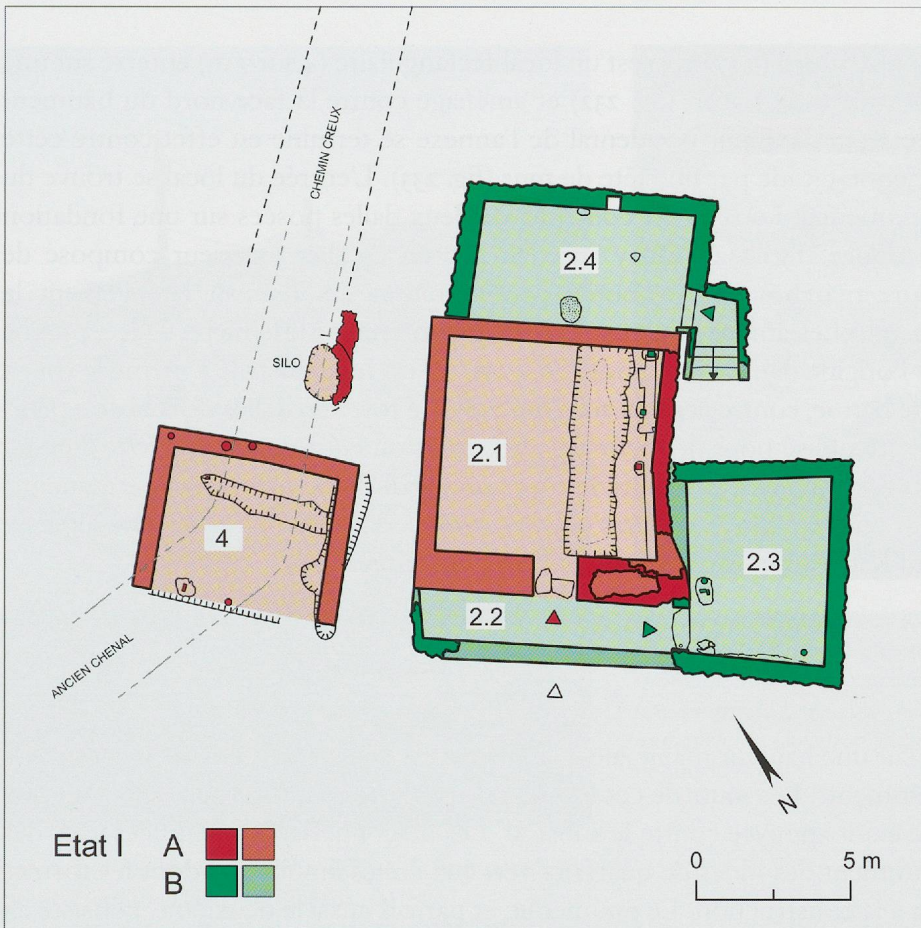 CHEMIN CREUX
2.4
SILO
2.1
4
2.3
2.2
ANCIEN CHENAL
N
Etat I A
B
0 5 m